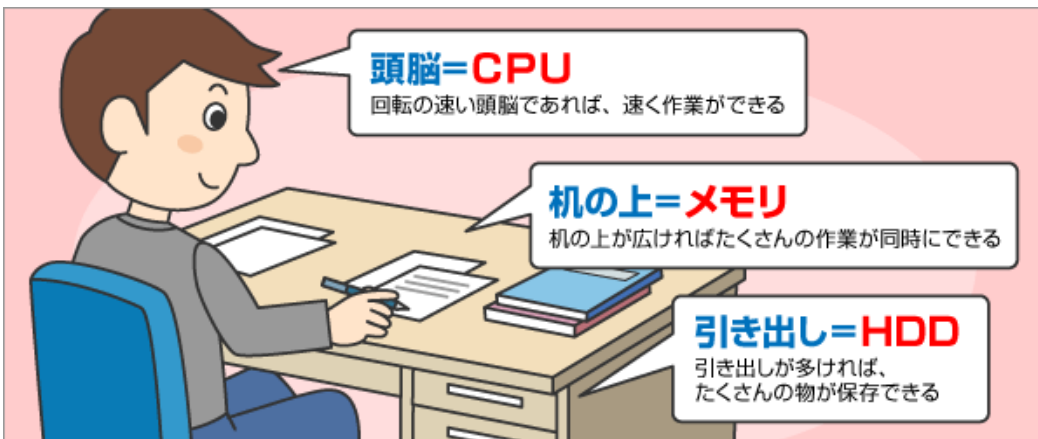 頭脳=CPU
回転の速い頭脳であれば、速く作業ができる
机の上=メモリ
机の上が広ければたくさんの作業が同時にできる
引き出し=HDD
引き出しが多ければ、
たくさんの物が保存できる